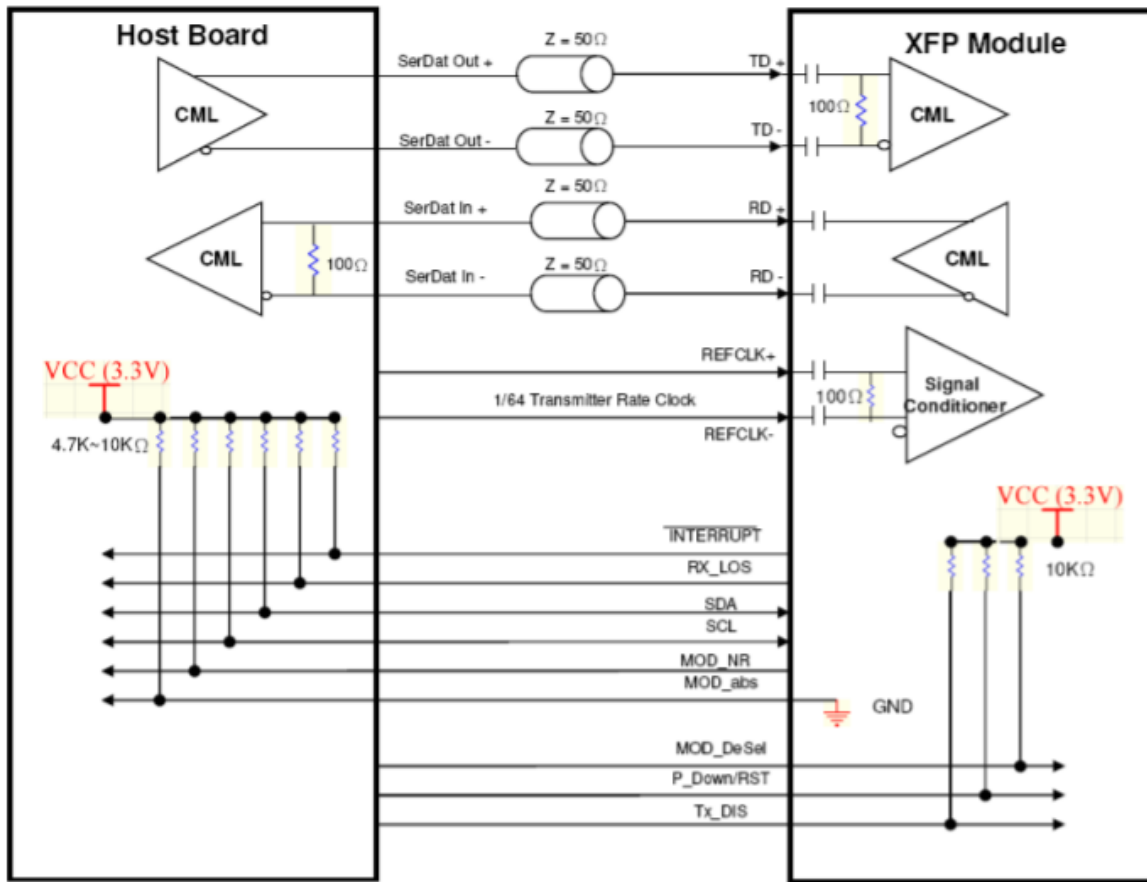 Host Board
XFP Module
Z = 50Ω
SerDat Out +
TD +
CML
100Ω
CML
Z = 50Ω
SerDat Out -
TD -
Z = 50Ω
SerDat In +
RD +
CML
100Ω
CML
Z = 50Ω
SerDat In -
RD -
REFCLK+
VCC (3.3V)
1/64 Transmitter Rate Clock
100Ω
Signal
Conditioner
REFCLK-
4.7K~10KΩ
VCC (3.3V)
INTERRUPT
10KΩ
RX_LOS
SDA
SCL
MOD_NR
MOD_abs
GND
MOD_DeSel
P_Down/RST
Tx_DIS